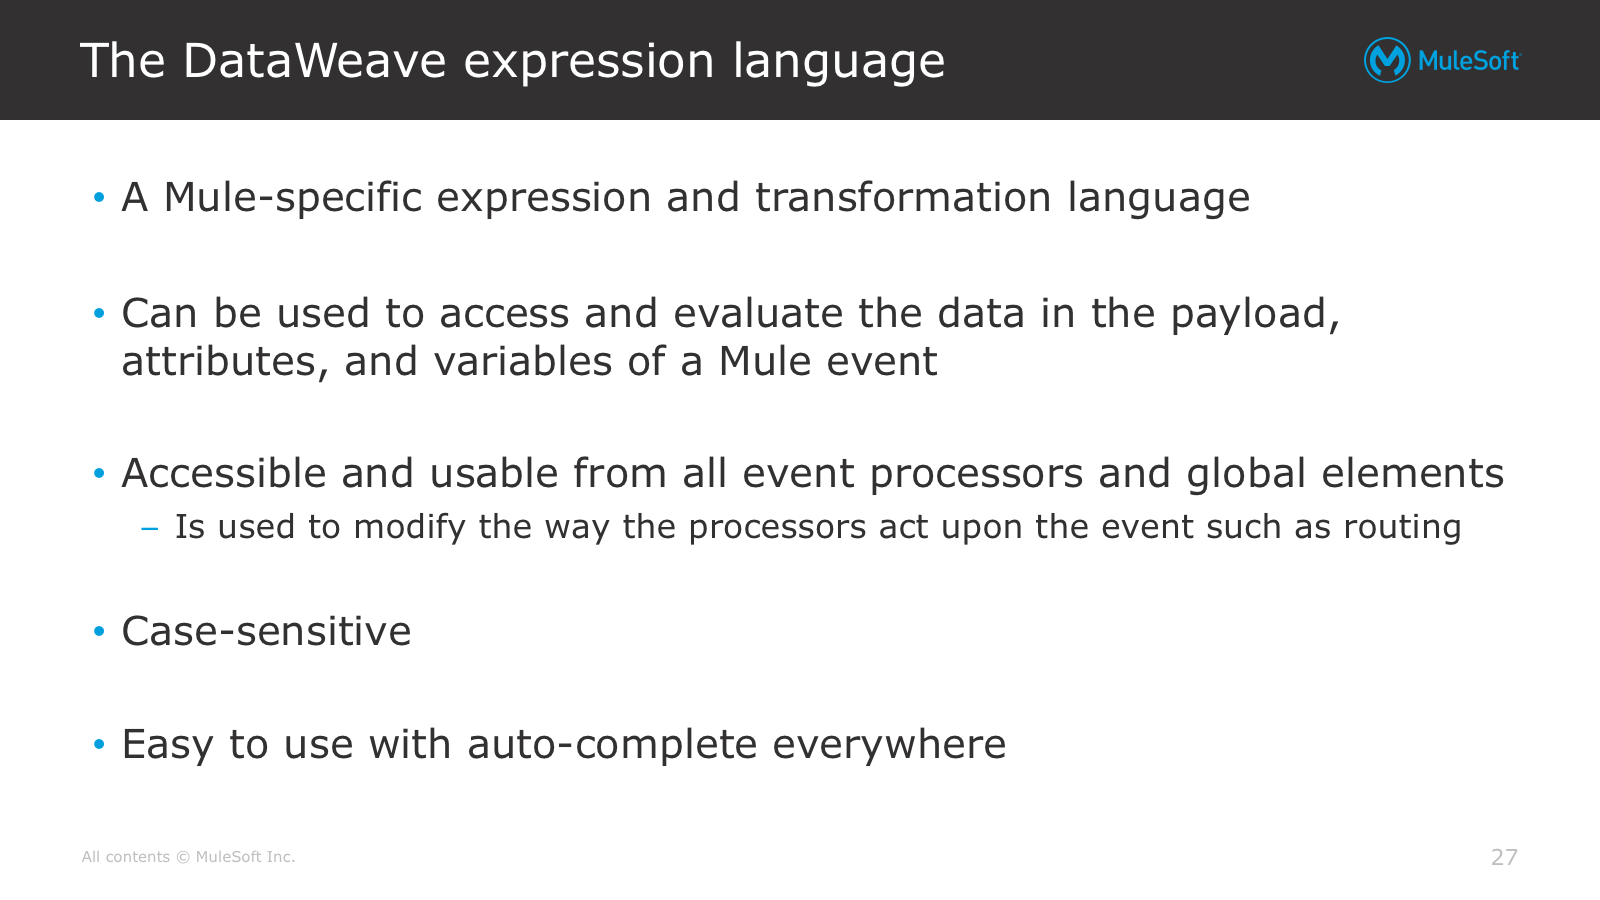 The DataWeave expression language
MuleSoft
• A Mule-specific expression and transformation language
• Can be used to access and evaluate the data in the payload,
attributes, and variables of a Mule event
• Accessible and usable from all event processors and global elements
– Is used to modify the way the processors act upon the event such as routing
• Case-sensitive
• Easy to use with auto-complete everywhere
All contents © MuleSoft Inc.
27